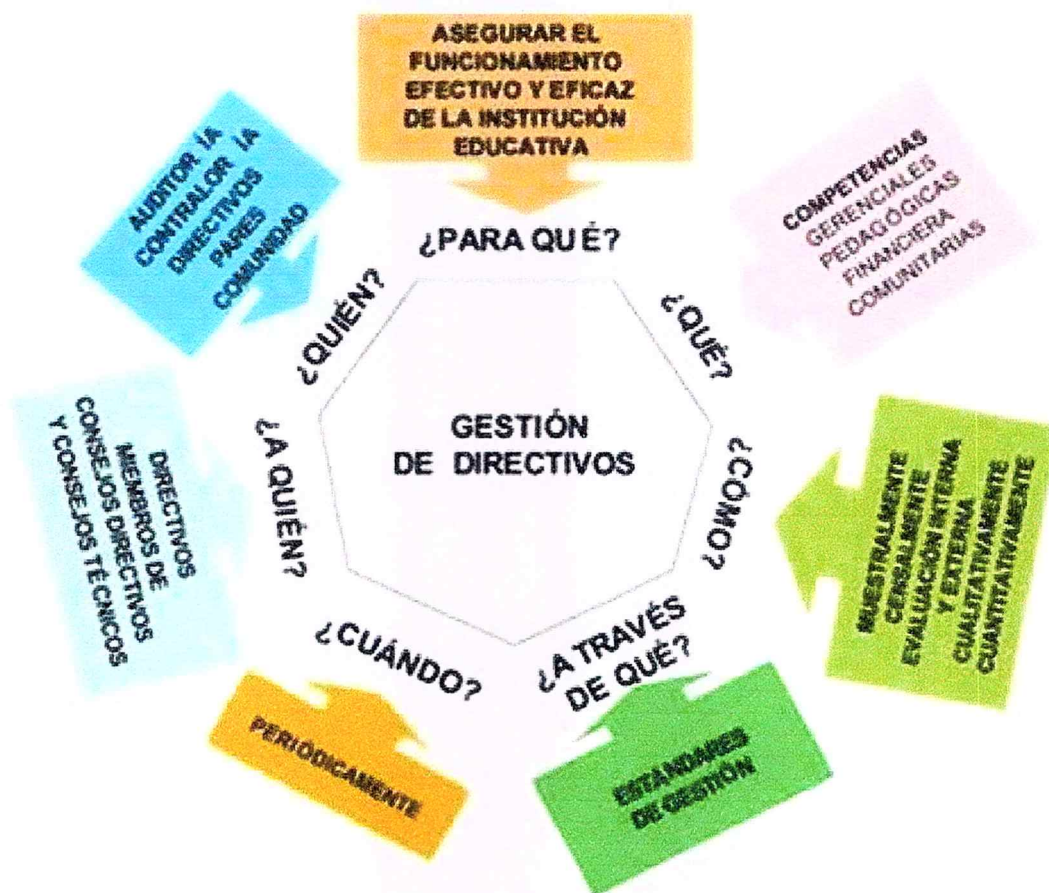 ASEGURAR EL
FUNCIONAMIENTO
EFECTIVO Y EFICAZ
DE LA INSTITUCIÓN
EDUCATIVA
¿PARA QUÉ?
COMPETENCIAS
GERENCIALES
PEDAGÓGICAS
FINANCIERA
COMUNITARIAS
¿QUÉ?
MUESTRALMENTE
CENSALMENTE
EVALUACIÓN INTERNA
Y EXTERNA
CUALITATIVAMENTE
CUANTITATIVAMENTE
¿CÓMO?
¿A TRAVÉS
DE QUÉ?
ESTANDARES
DE GESTIÓN
¿CUÁNDO?
PERIÓDICAMENTE
¿A QUIÉN?
DIRECTIVOS
MIEMBROS DE
CONSEJOS DIRECTIVOS
Y CONSEJOS TÉCNICOS
¿QUIÉN?
AUDITOR ÍA
CONTRALOR ÍA
DIRECTIVOS
PARES
COMUNIDAD
GESTIÓN
DE DIRECTIVOS